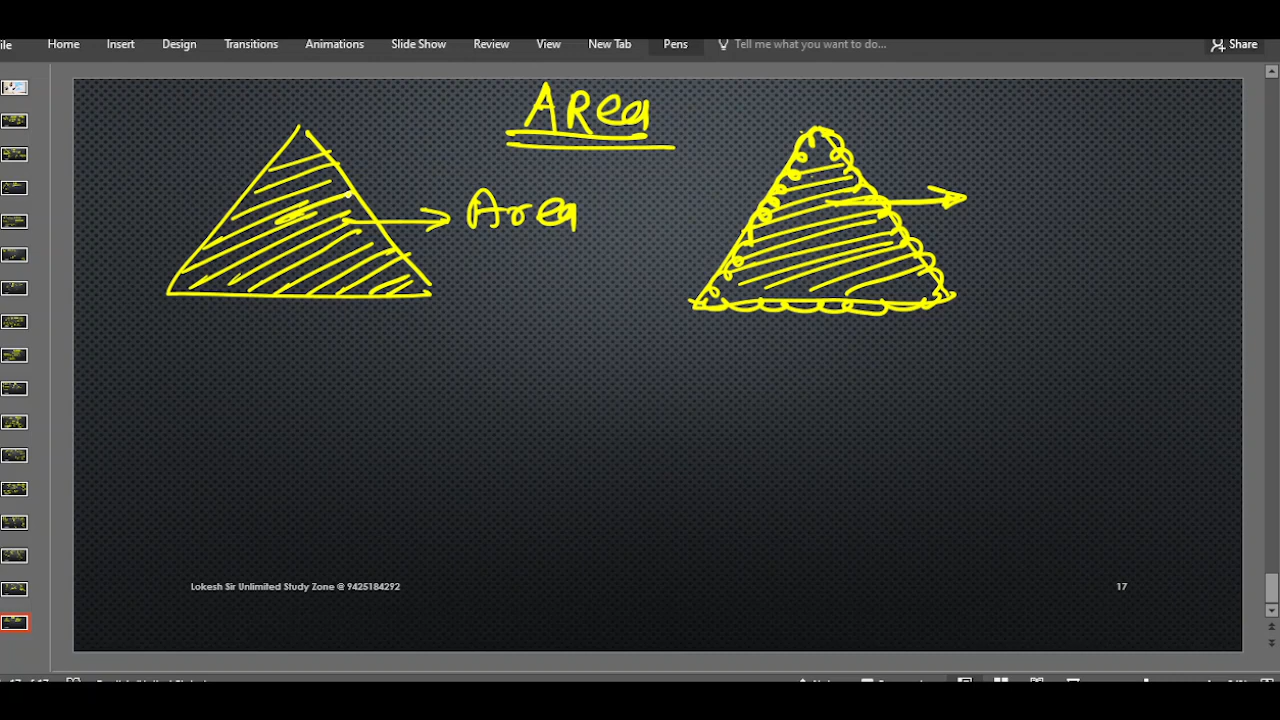 Home Insert Design Transitions Animations Slide Show Review View New Tab Pens Tell me what you want to do... Share
ARea
Area
Lokesh Sir Unlimited Study Zone @ 9425184292
17